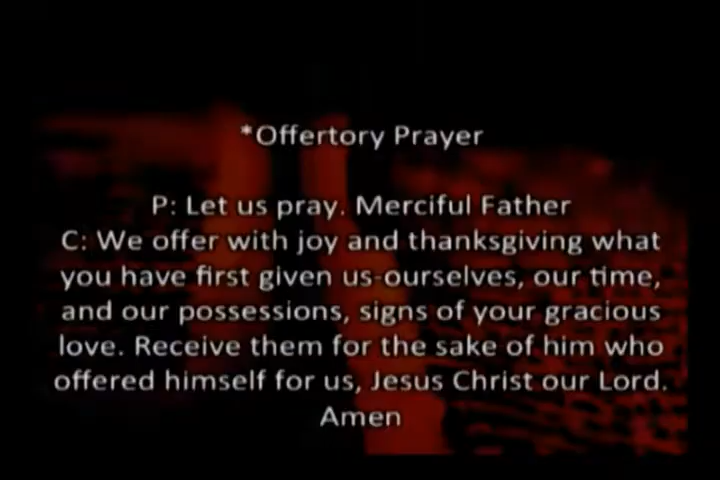 *Offertory Prayer
P: Let us pray. Merciful Father
C: We offer with joy and thanksgiving what
you have first given us-ourselves, our time,
and our possessions, signs of your gracious
love. Receive them for the sake of him who
offered himself for us, Jesus Christ our Lord.
Amen